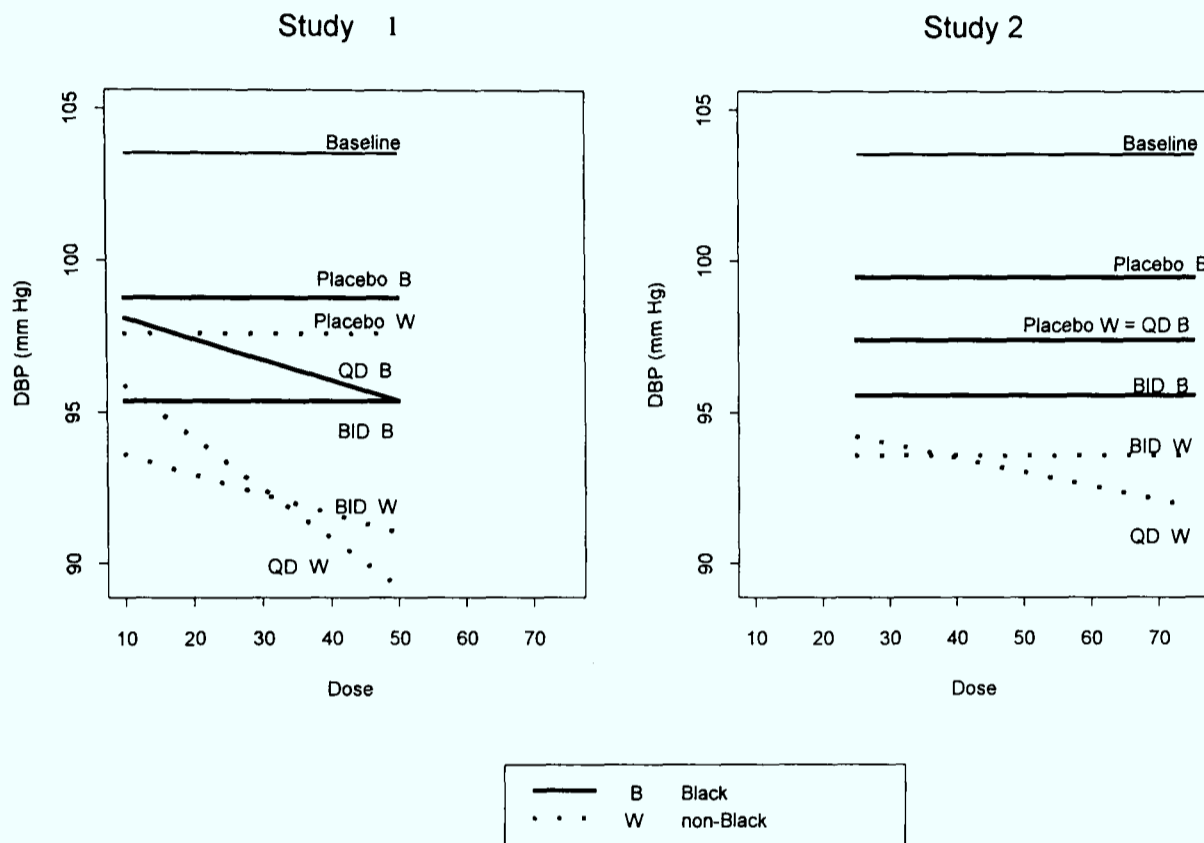 Study 1
105
100
95
90
DBP (mm Hg)
Baseline
Placebo B
Placebo W
QD B
BID B
BID W
QD W
10 20 30 40 50 60 70
Dose
Study 2
105
100
95
90
DBP (mm Hg)
Baseline
Placebo B
Placebo W = QD B
BID B
BID W
QD W
10 20 30 40 50 60 70
Dose
B Black
W non-Black